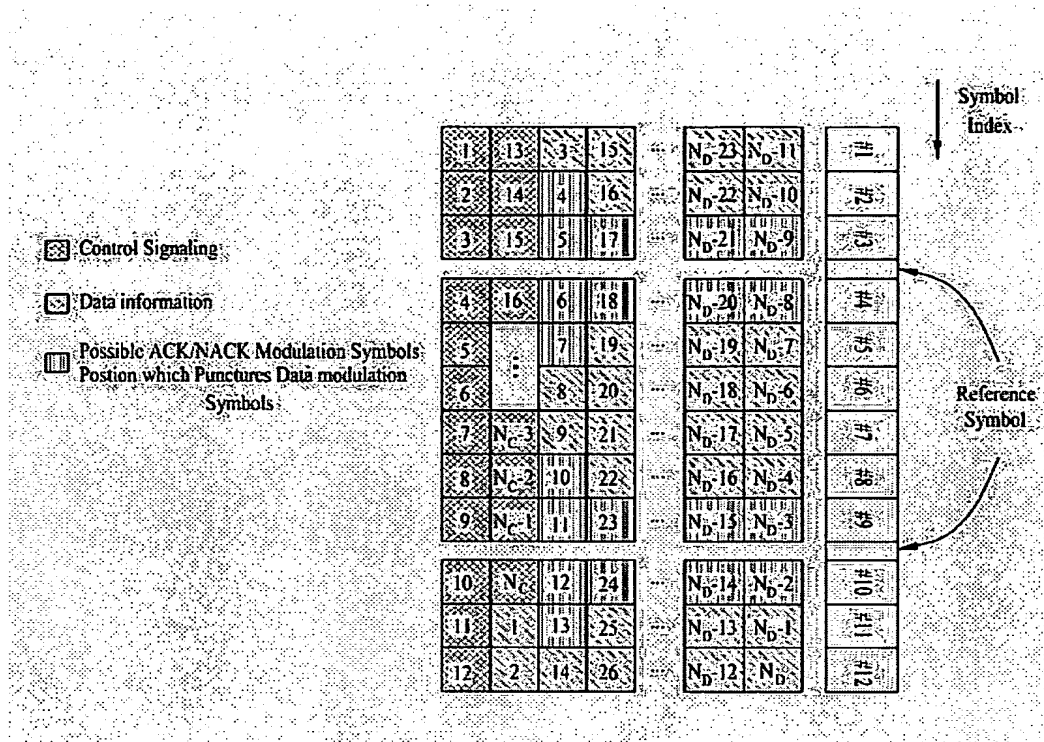 Symbol
Index
1 13 3 15 ... N_D-23 N_D-11 #1
2 14 4 16 ... N_D-22 N_D-10 #2
3 15 5 17 ... N_D-21 N_D-9 #3
Control Signaling
4 16 6 18 ... N_D-20 N_D-8 #4
Data information
5 ⋮ 7 19 ... N_D-19 N_D-7 #5
Possible ACK/NACK Modulation Symbols
Postion which Punctures Data modulation
Symbols
6 8 20 ... N_D-18 N_D-6 #6
Reference
Symbol
7 N_C-3 9 21 ... N_D-17 N_D-5 #7
8 N_C-2 10 22 ... N_D-16 N_D-4 #8
9 N_C-1 11 23 ... N_D-15 N_D-3 #9
10 N_C 12 24 ... N_D-14 N_D-2 #10
11 1 13 25 ... N_D-13 N_D-1 #11
12 2 14 26 ... N_D-12 N_D #12